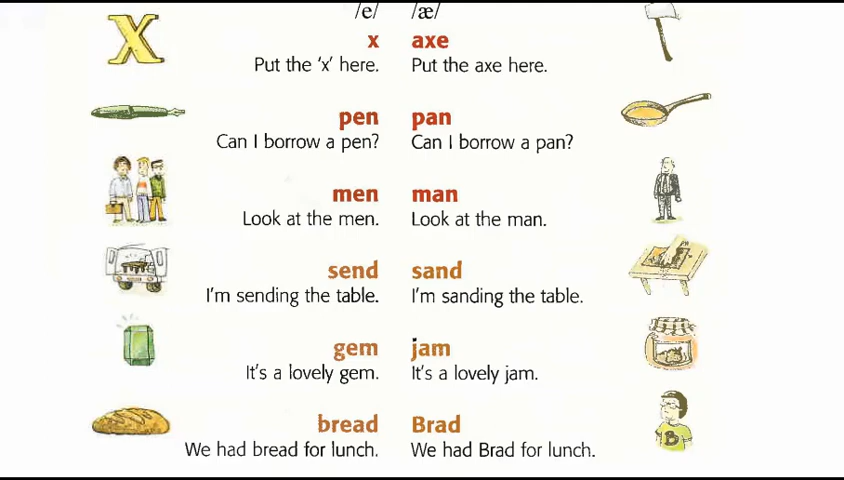 /e/ /æ/
x axe
Put the 'x' here. Put the axe here.
pen pan
Can I borrow a pen? Can I borrow a pan?
men man
Look at the men. Look at the man.
send sand
I'm sending the table. I'm sanding the table.
gem jam
It's a lovely gem. It's a lovely jam.
bread Brad
We had bread for lunch. We had Brad for lunch.
X
B